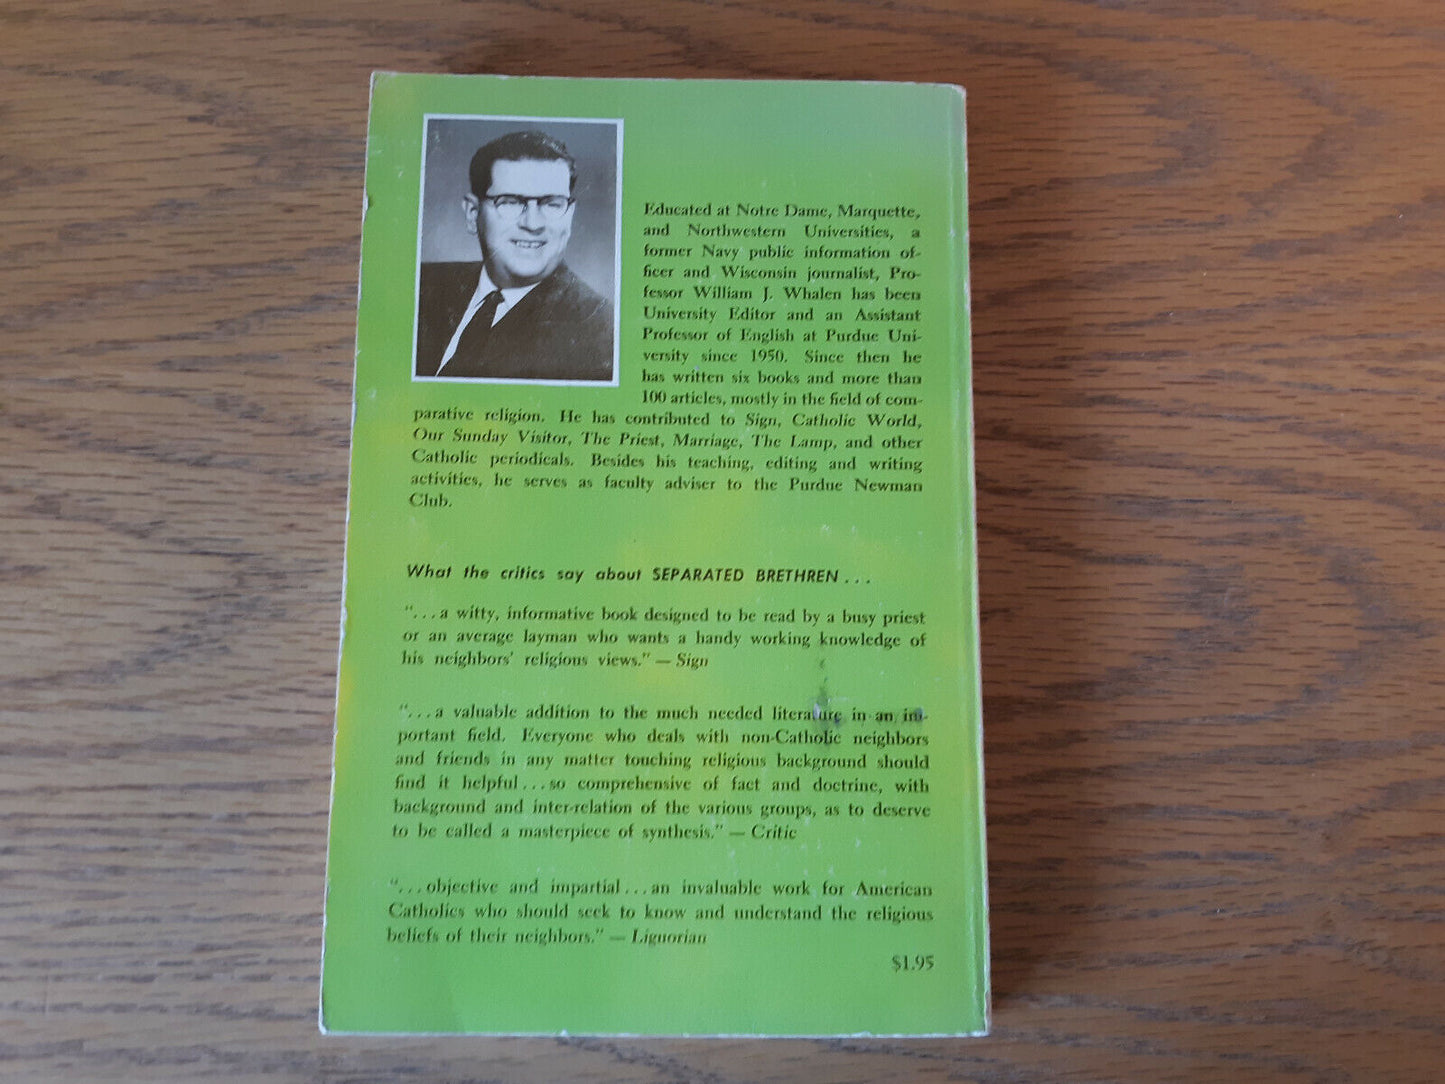 Educated at Notre Dame, Marquette,
and Northwestern Universities, a
former Navy public information of-
ficer and Wisconsin journalist, Pro-
fessor William J. Whalen has been
University Editor and an Assistant
Professor of English at Purdue Uni-
versity since 1950. Since then he
has written six books and more than
100 articles, mostly in the field of com-
parative religion. He has contributed to Sign, Catholic World,
Our Sunday Visitor, The Priest, Marriage, The Lamp, and other
Catholic periodicals. Besides his teaching, editing and writing
activities, he serves as faculty adviser to the Purdue Newman
Club.
What the critics say about SEPARATED BRETHREN...
"...a witty, informative book designed to be read by a busy priest
or an average layman who wants a handy working knowledge of
his neighbors' religious views." — Sign
"...a valuable addition to the much needed literature in an im-
portant field. Everyone who deals with non-Catholic neighbors
and friends in any matter touching religious background should
find it helpful...so comprehensive of fact and doctrine, with
background and inter-relation of the various groups, as to deserve
to be called a masterpiece of synthesis." — Critic
"...objective and impartial...an invaluable work for American
Catholics who should seek to know and understand the religious
beliefs of their neighbors." — Liguorian
$1.95